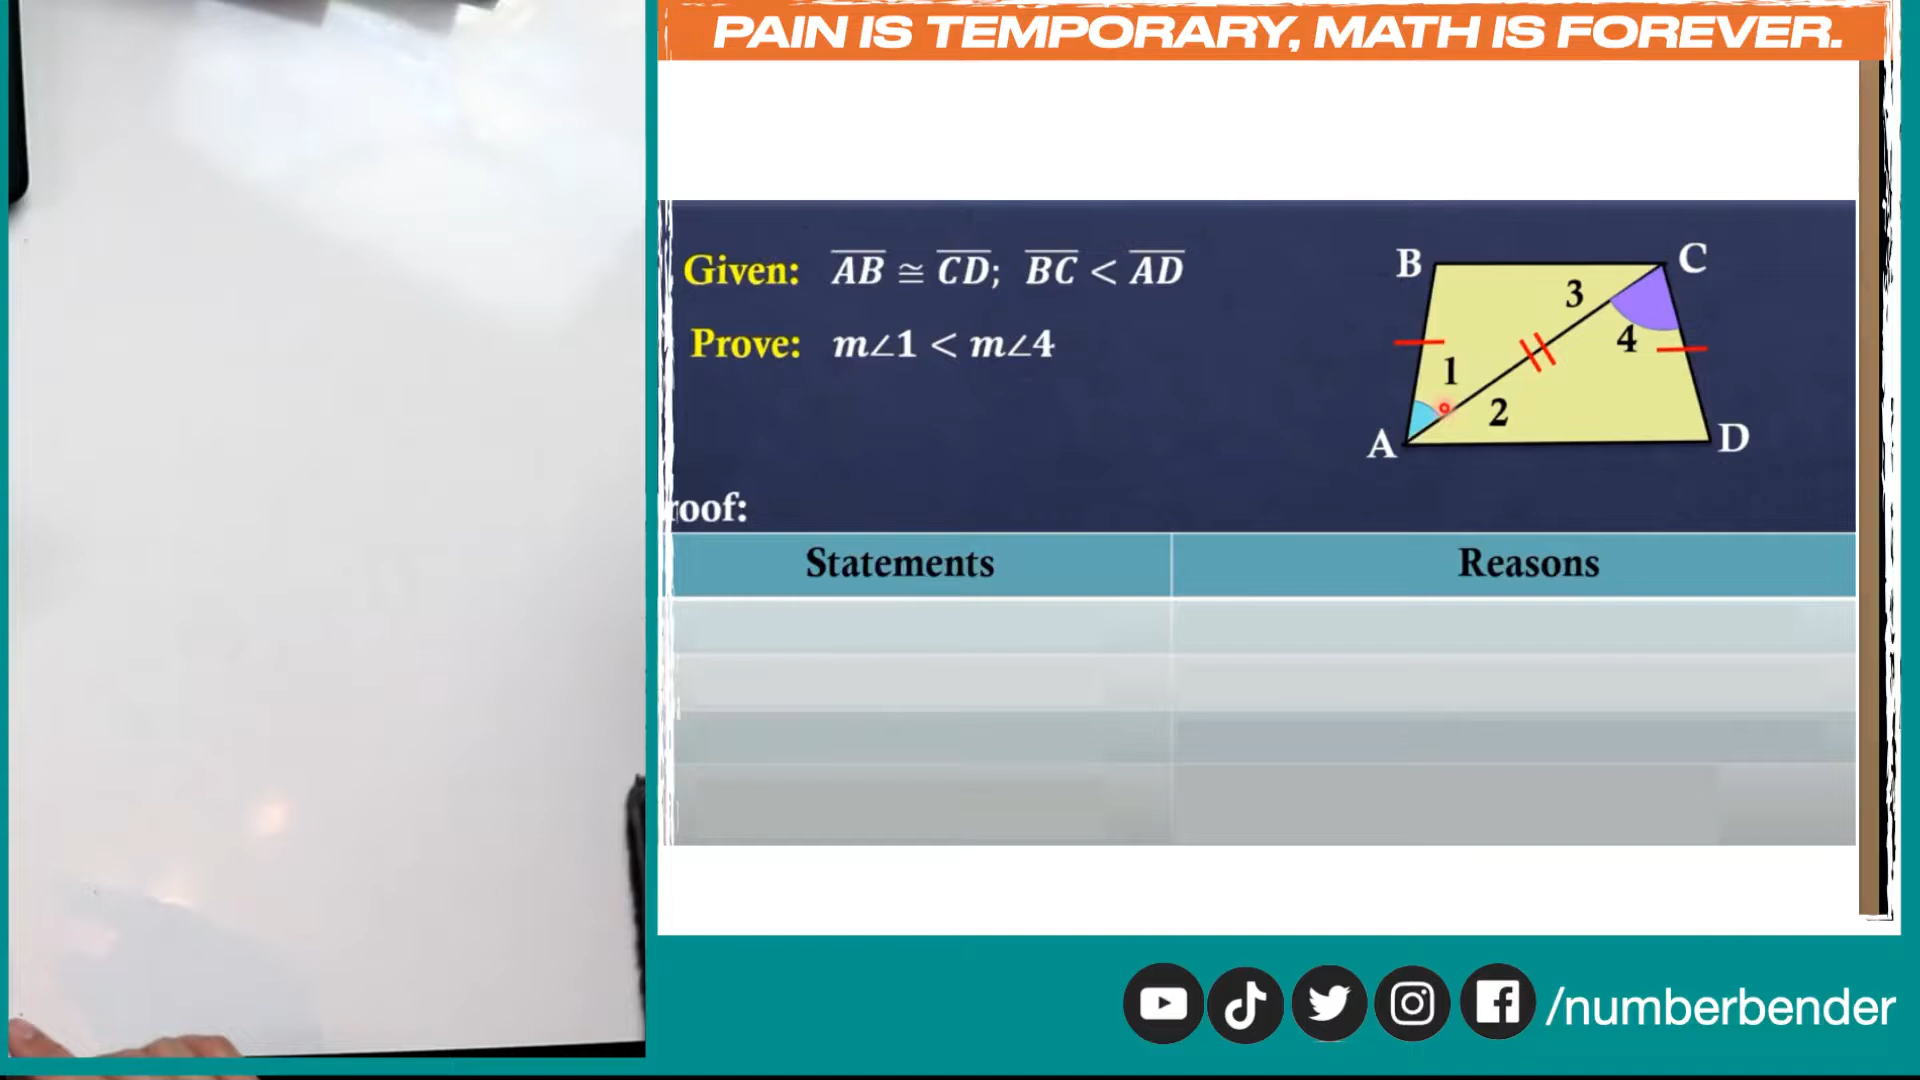 PAIN IS TEMPORARY, MATH IS FOREVER.
Given: AB ≅ CD; BC < AD
Prove: m∠1 < m∠4
B
C
3
4
1
2
A
D
roof:
Statements Reasons
/numberbender